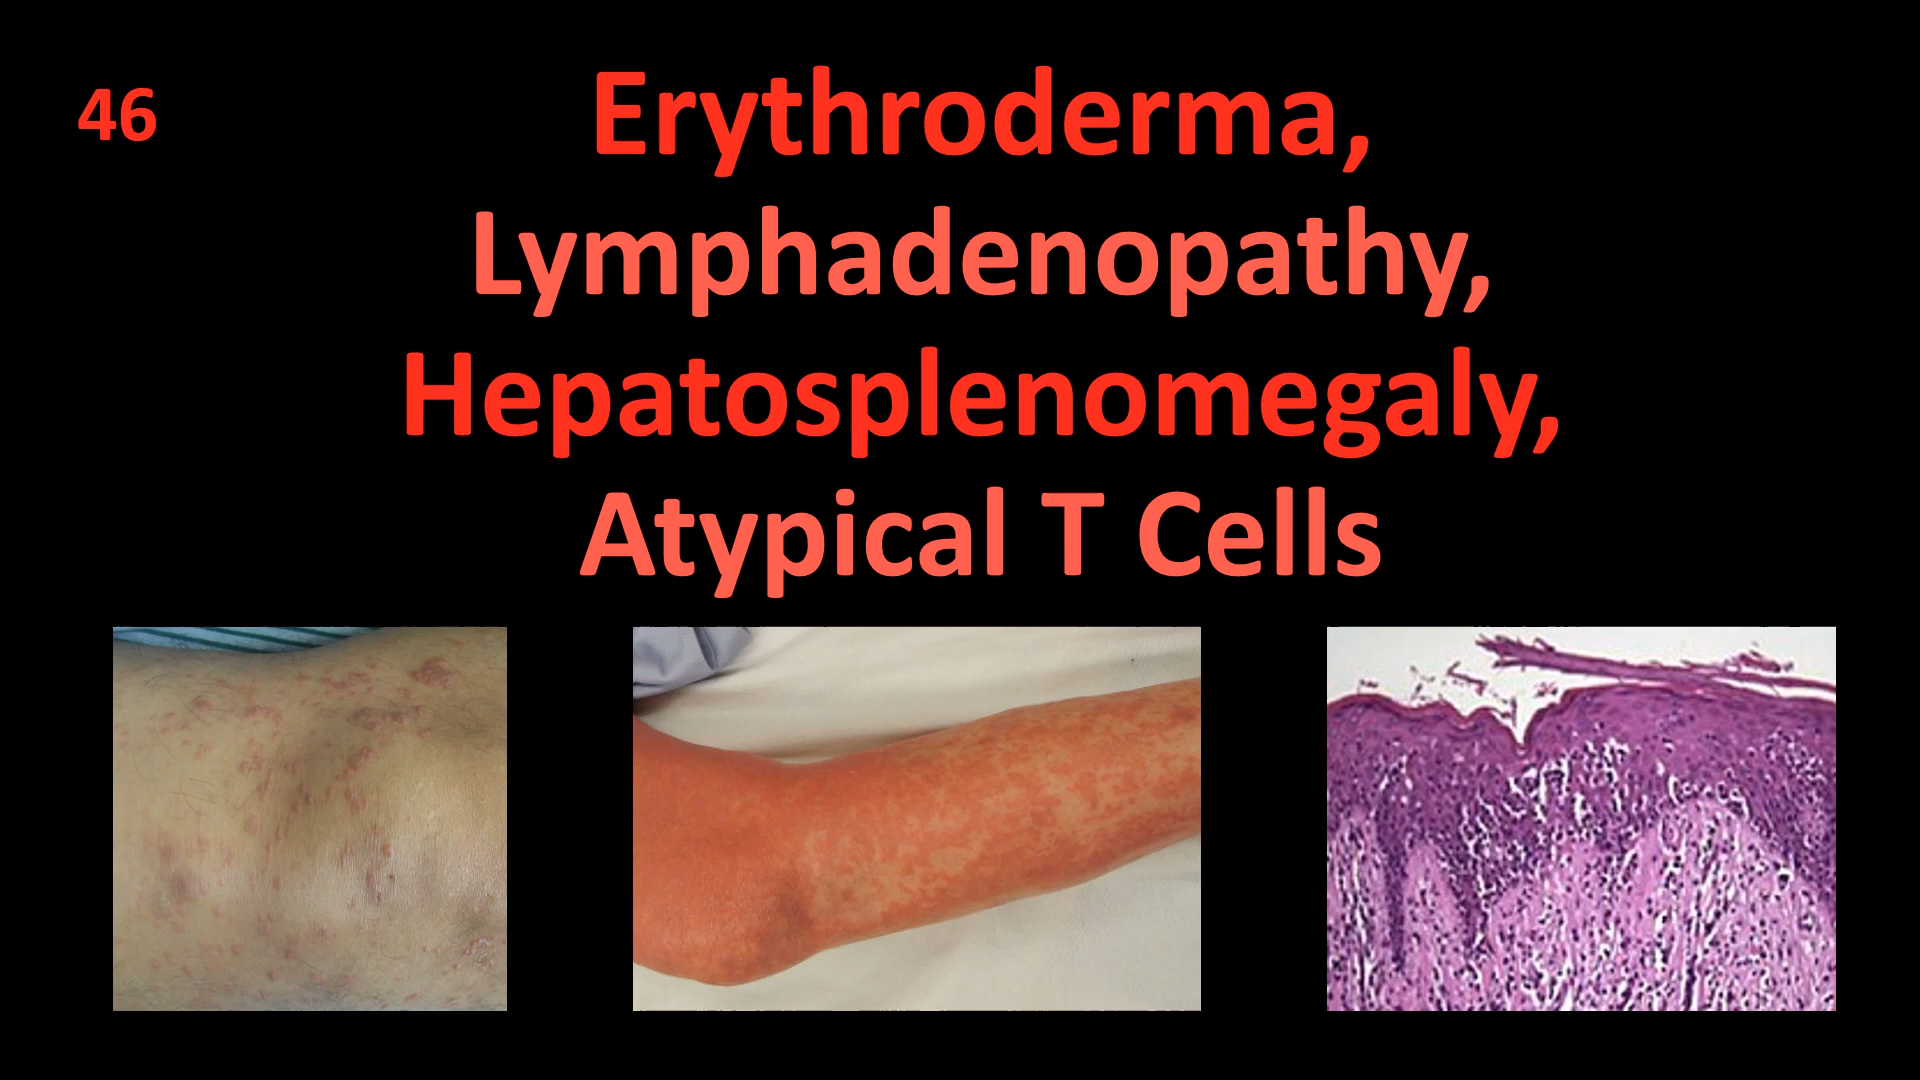 46
Erythroderma,
Lymphadenopathy,
Hepatosplenomegaly,
Atypical T Cells